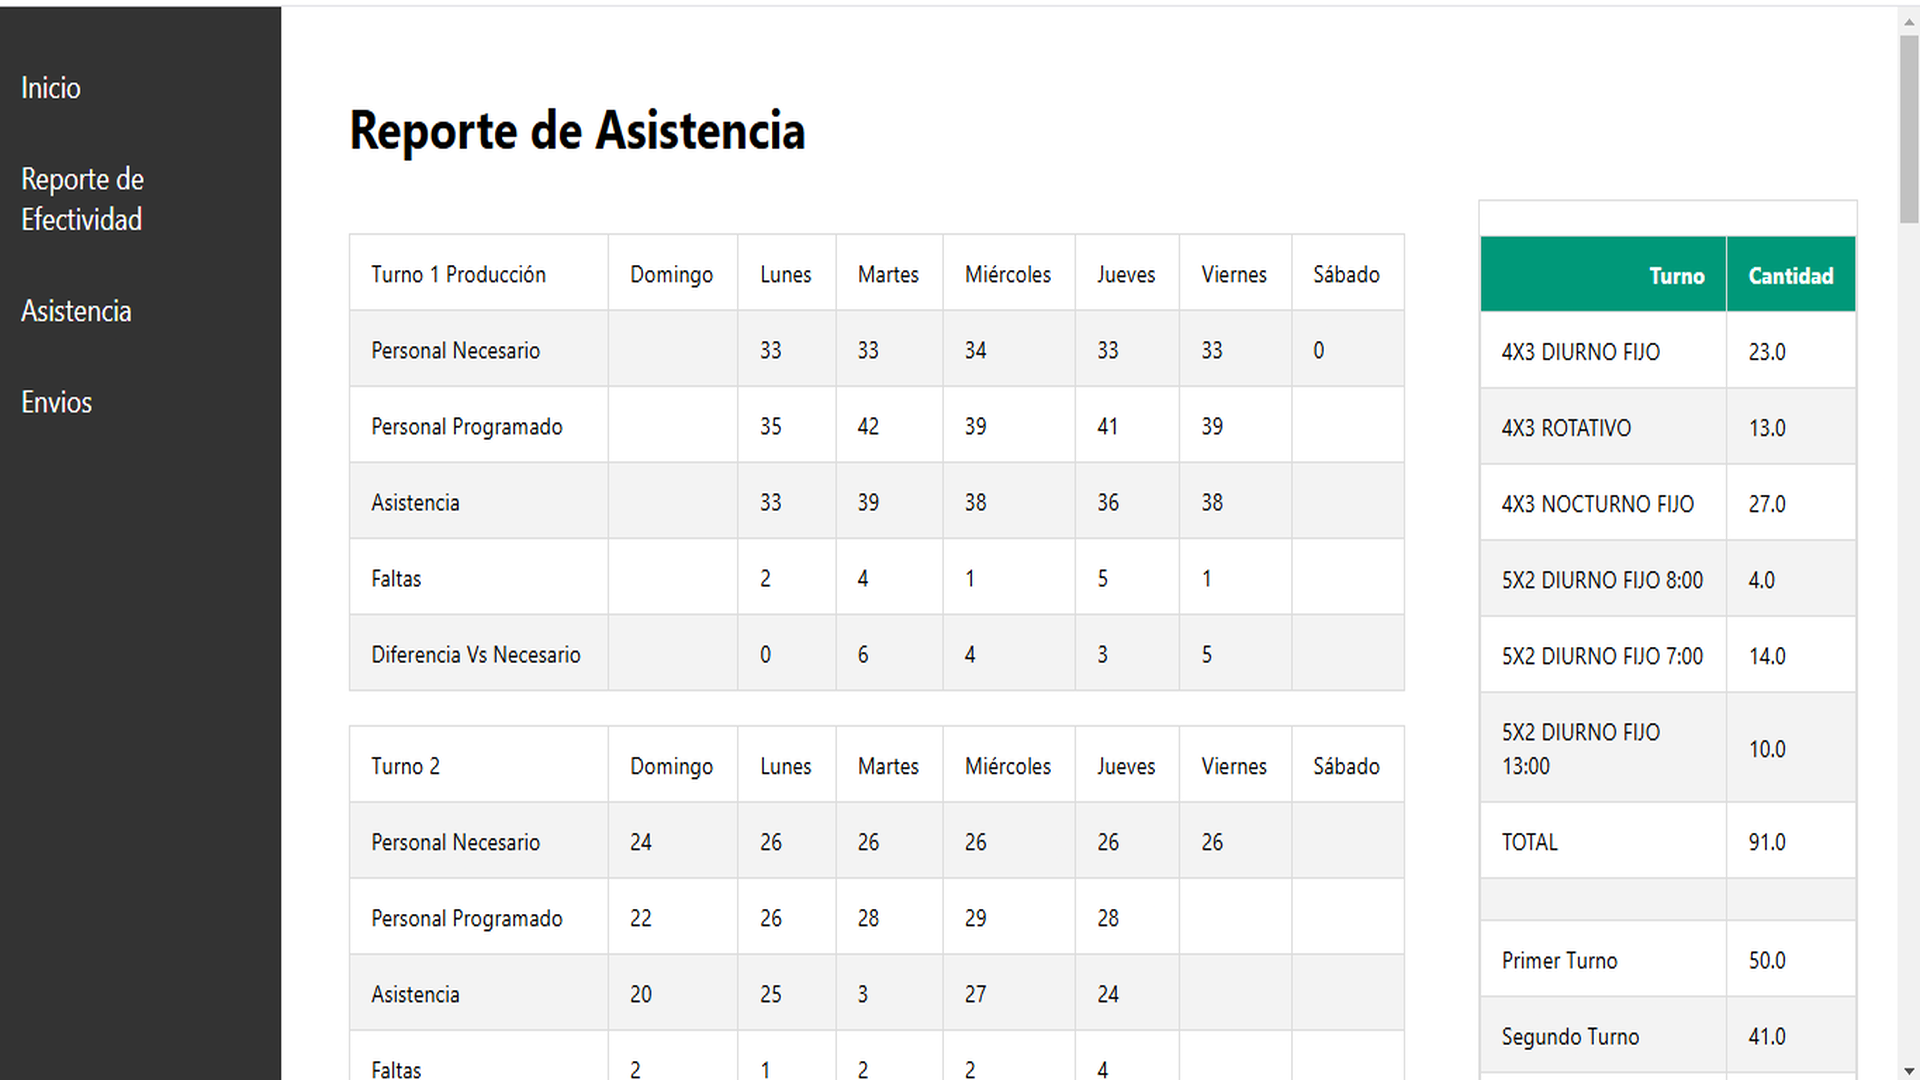 Inicio
Reporte de
Efectividad
Asistencia
Envios
Reporte de Asistencia
Turno 1 Producción Domingo Lunes Martes Miércoles Jueves Viernes Sábado
Personal Necesario 33 33 34 33 33 0
Personal Programado 35 42 39 41 39
Asistencia 33 39 38 36 38
Faltas 2 4 1 5 1
Diferencia Vs Necesario 0 6 4 3 5
Turno 2 Domingo Lunes Martes Miércoles Jueves Viernes Sábado
Personal Necesario 24 26 26 26 26 26
Personal Programado 22 26 28 29 28
Asistencia 20 25 3 27 24
Faltas 2 1 2 2 4
Turno Cantidad
4X3 DIURNO FIJO 23.0
4X3 ROTATIVO 13.0
4X3 NOCTURNO FIJO 27.0
5X2 DIURNO FIJO 8:00 4.0
5X2 DIURNO FIJO 7:00 14.0
5X2 DIURNO FIJO
13:00 10.0
TOTAL 91.0
Primer Turno 50.0
Segundo Turno 41.0